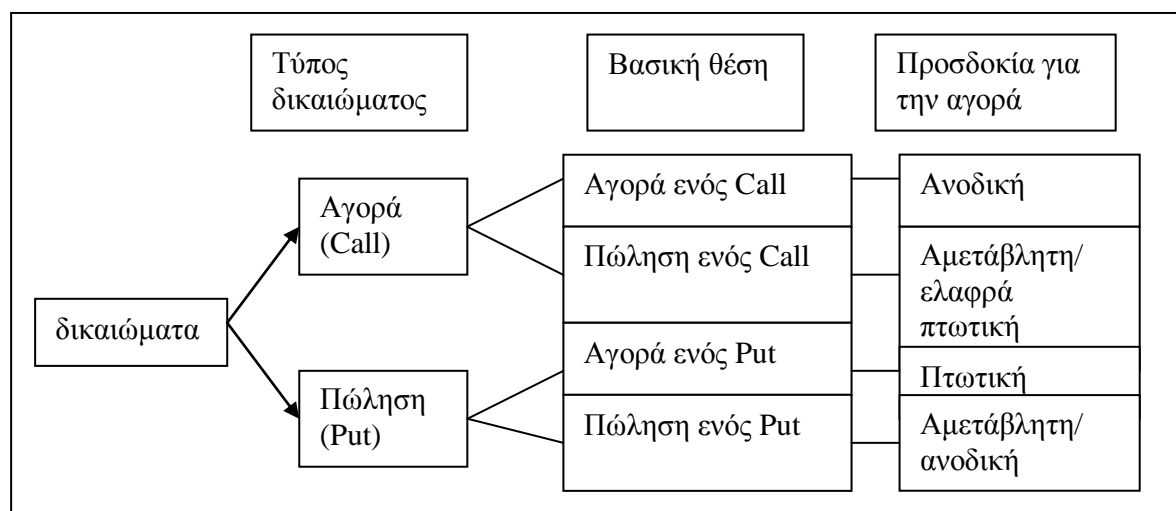 Τύπος
δικαιώματος
Βασική θέση
Προσδοκία για
την αγορά
Αγορά
(Call)
Αγορά ενός Call
Ανοδική
Πώληση ενός Call
Αμετάβλητη/
ελαφρά
πτωτική
δικαιώματα
Πώληση
(Put)
Αγορά ενός Put
Πτωτική
Πώληση ενός Put
Αμετάβλητη/
ανοδική